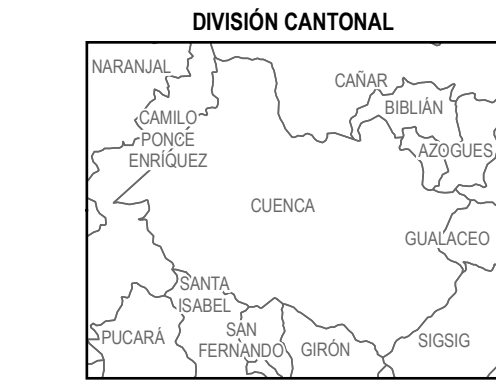 DIVISIÓN CANTONAL
NARANJAL
CAÑAR
BIBLIÁN
CAMILO
PONCE
ENRÍQUEZ
AZOGUES
CUENCA
GUALACEO
SANTA
ISABEL
PUCARÁ
SAN
FERNANDO
GIRÓN
SIGSIG